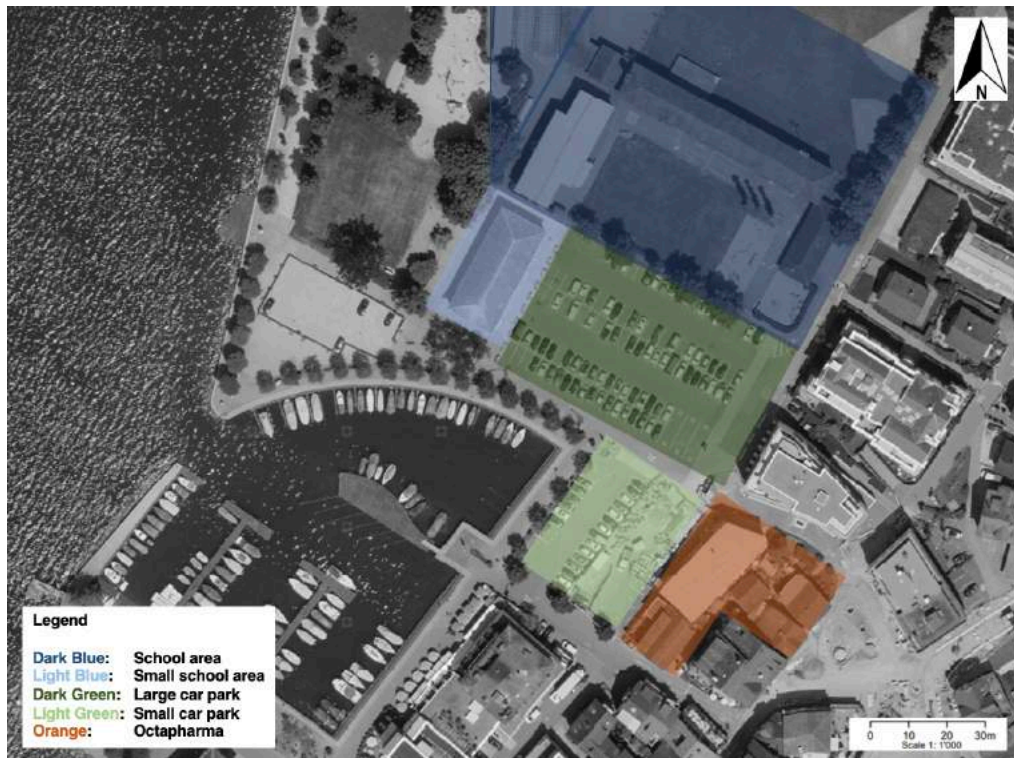 N
Legend
Dark Blue: School area
Light Blue: Small school area
Dark Green: Large car park
Light Green: Small car park
Orange: Octapharma
0 10 20 30m
Scale 1: 1'000